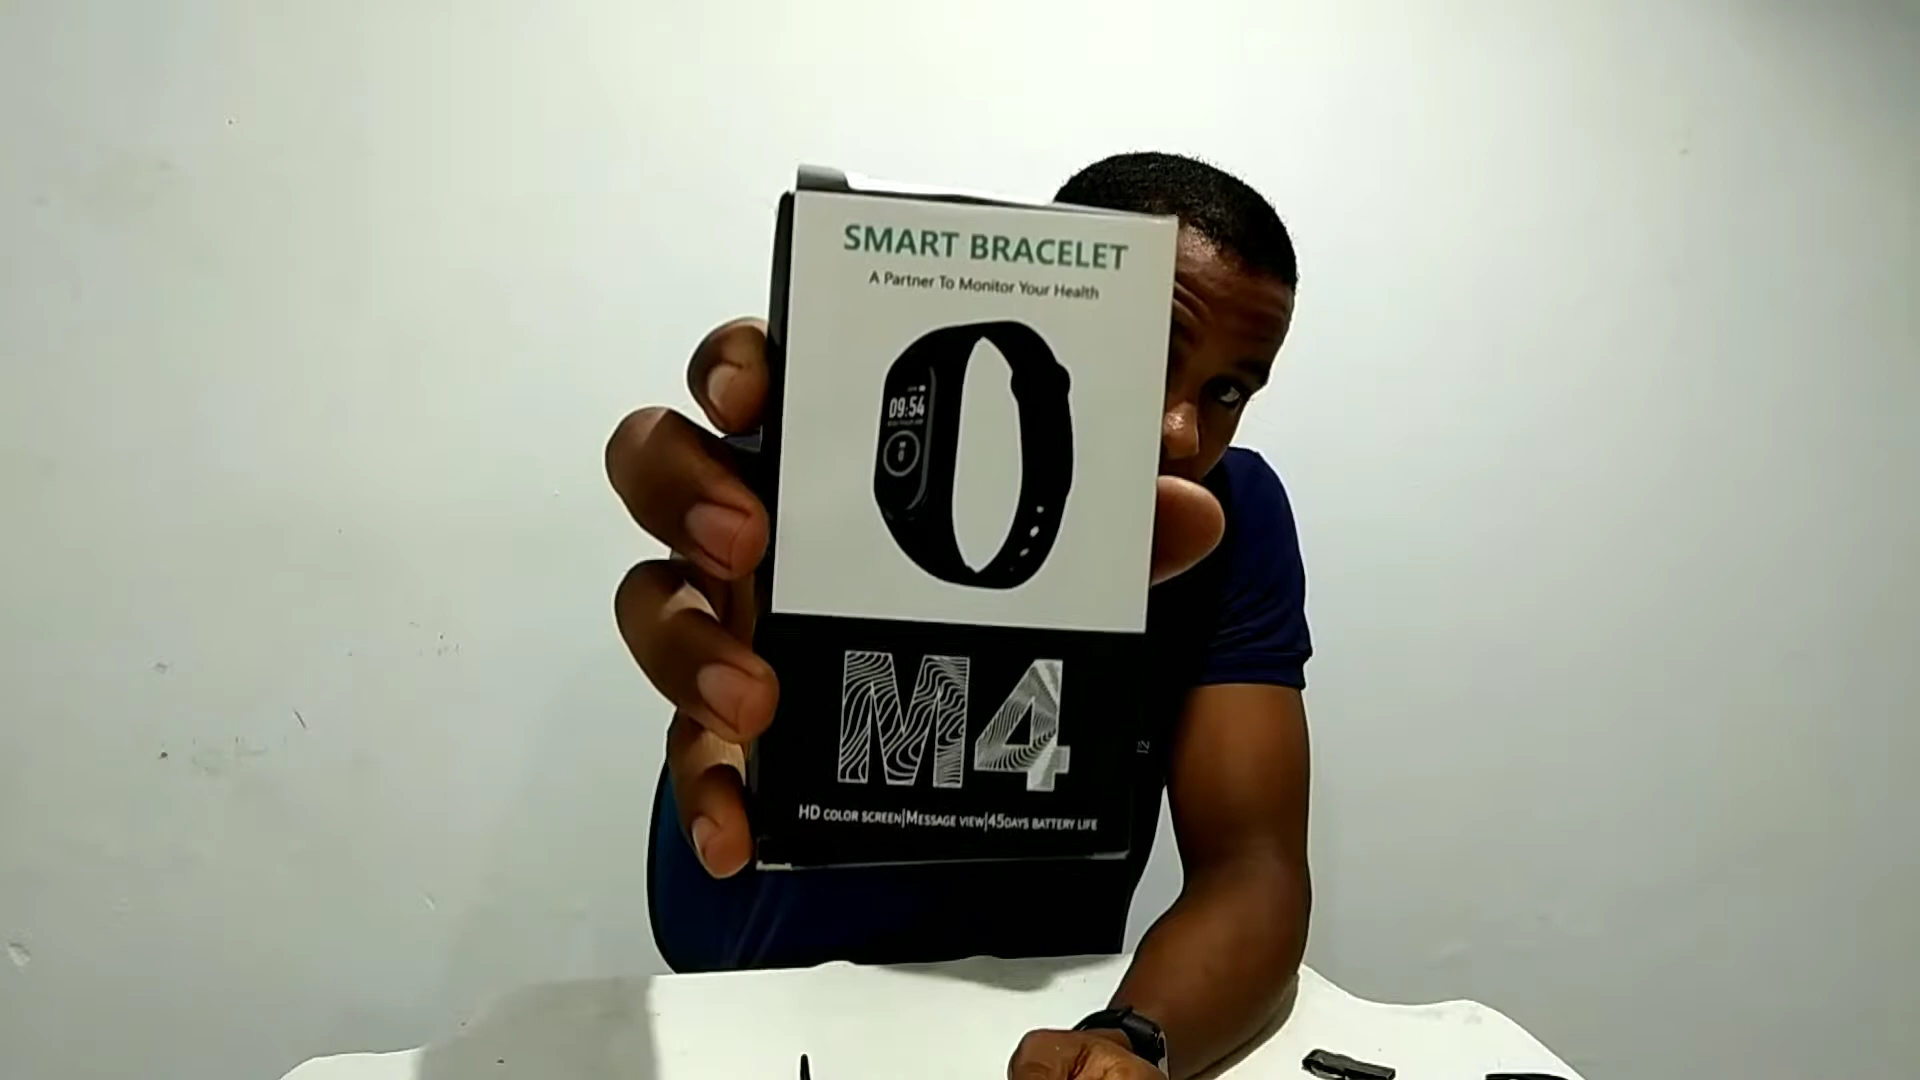 SMART BRACELET
A Partner To Monitor Your Health
09:54
M4
HD COLOR SCREEN|MESSAGE VIEW|45DAYS BATTERY LIFE